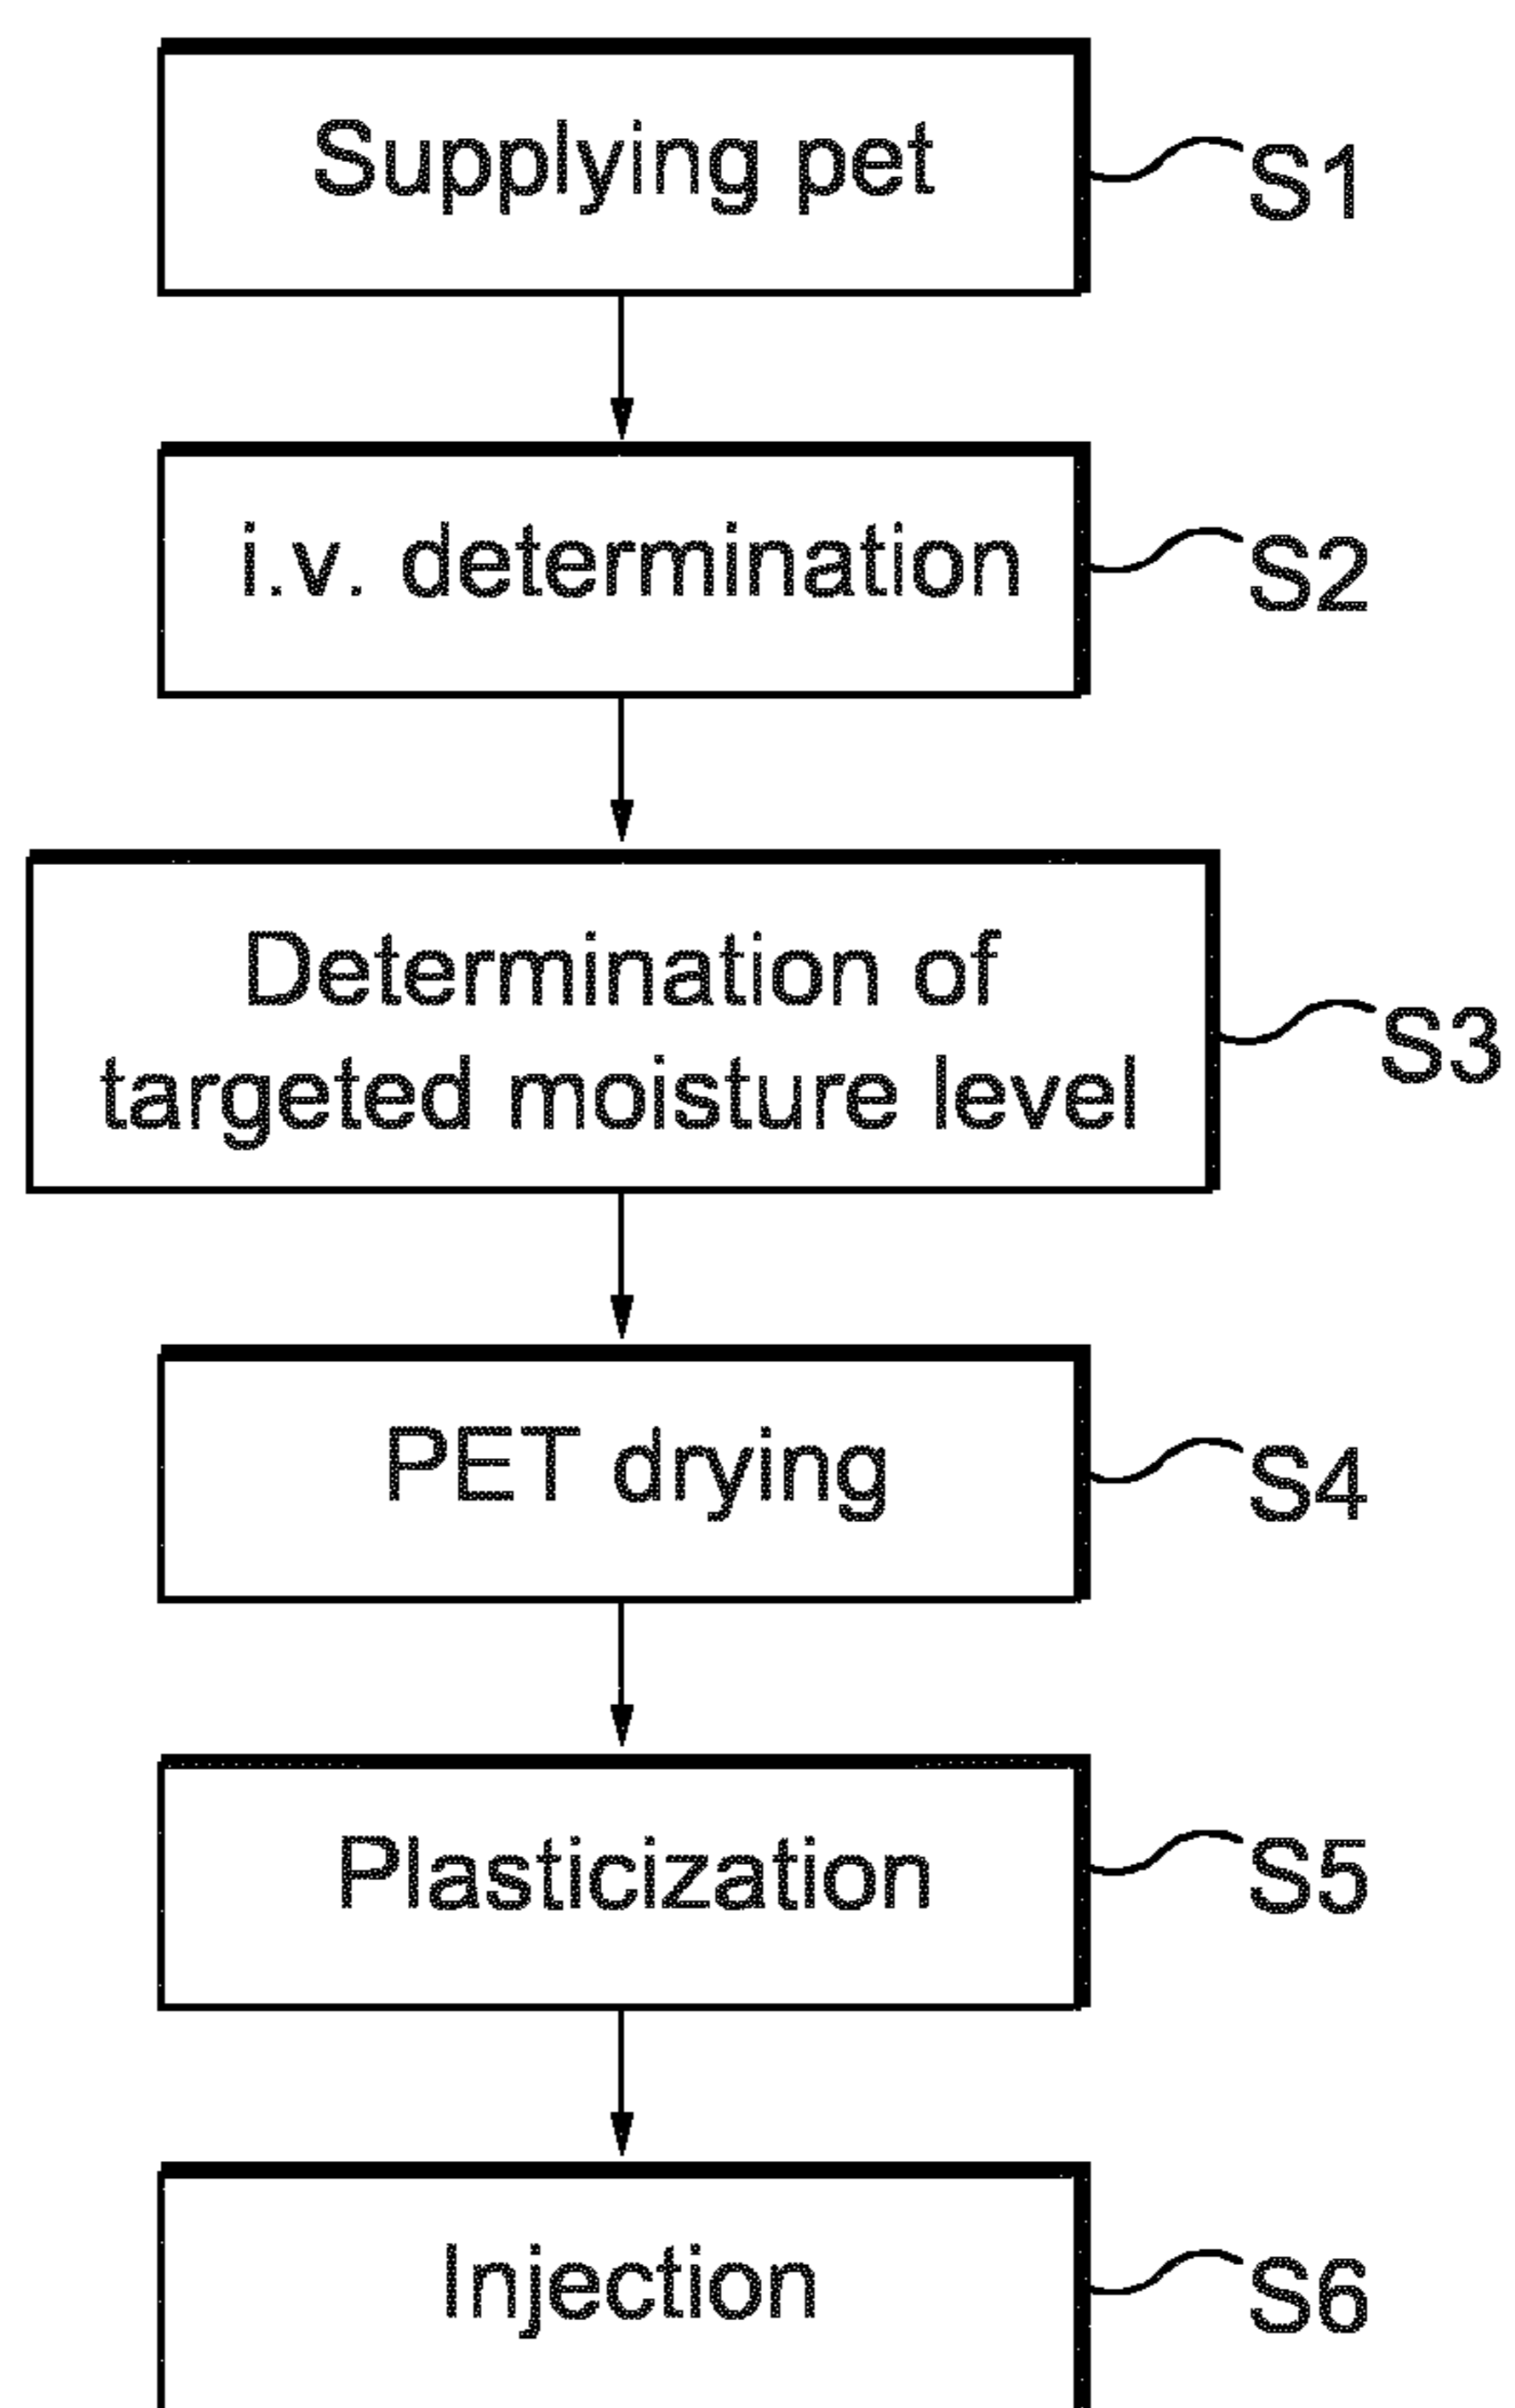 Supplying pet
S1
i.v. determination
S2
Determination of
targeted moisture level
S3
PET drying
S4
Plasticization
S5
Injection
S6